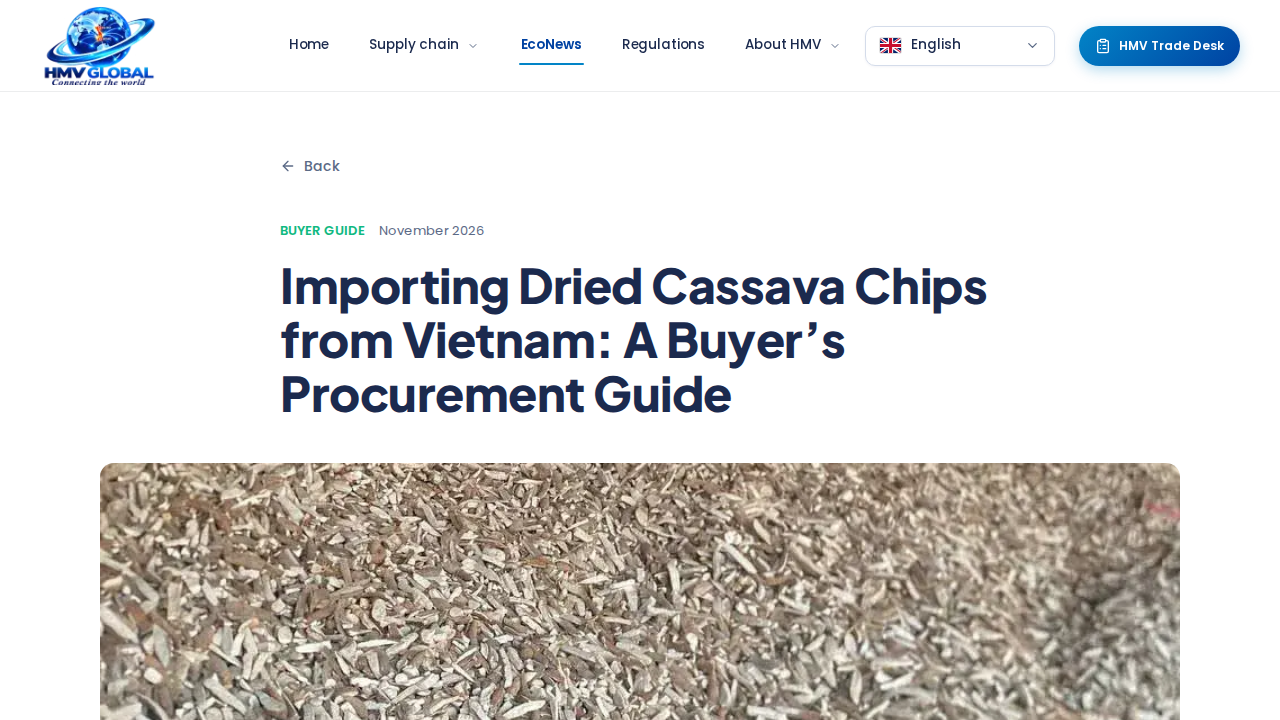 HMV GLOBAL
Connecting the world
Home
Supply chain
EcoNews
Regulations
About HMV
English
HMV Trade Desk
Back
BUYER GUIDE November 2026
Importing Dried Cassava Chips
from Vietnam: A Buyer’s
Procurement Guide